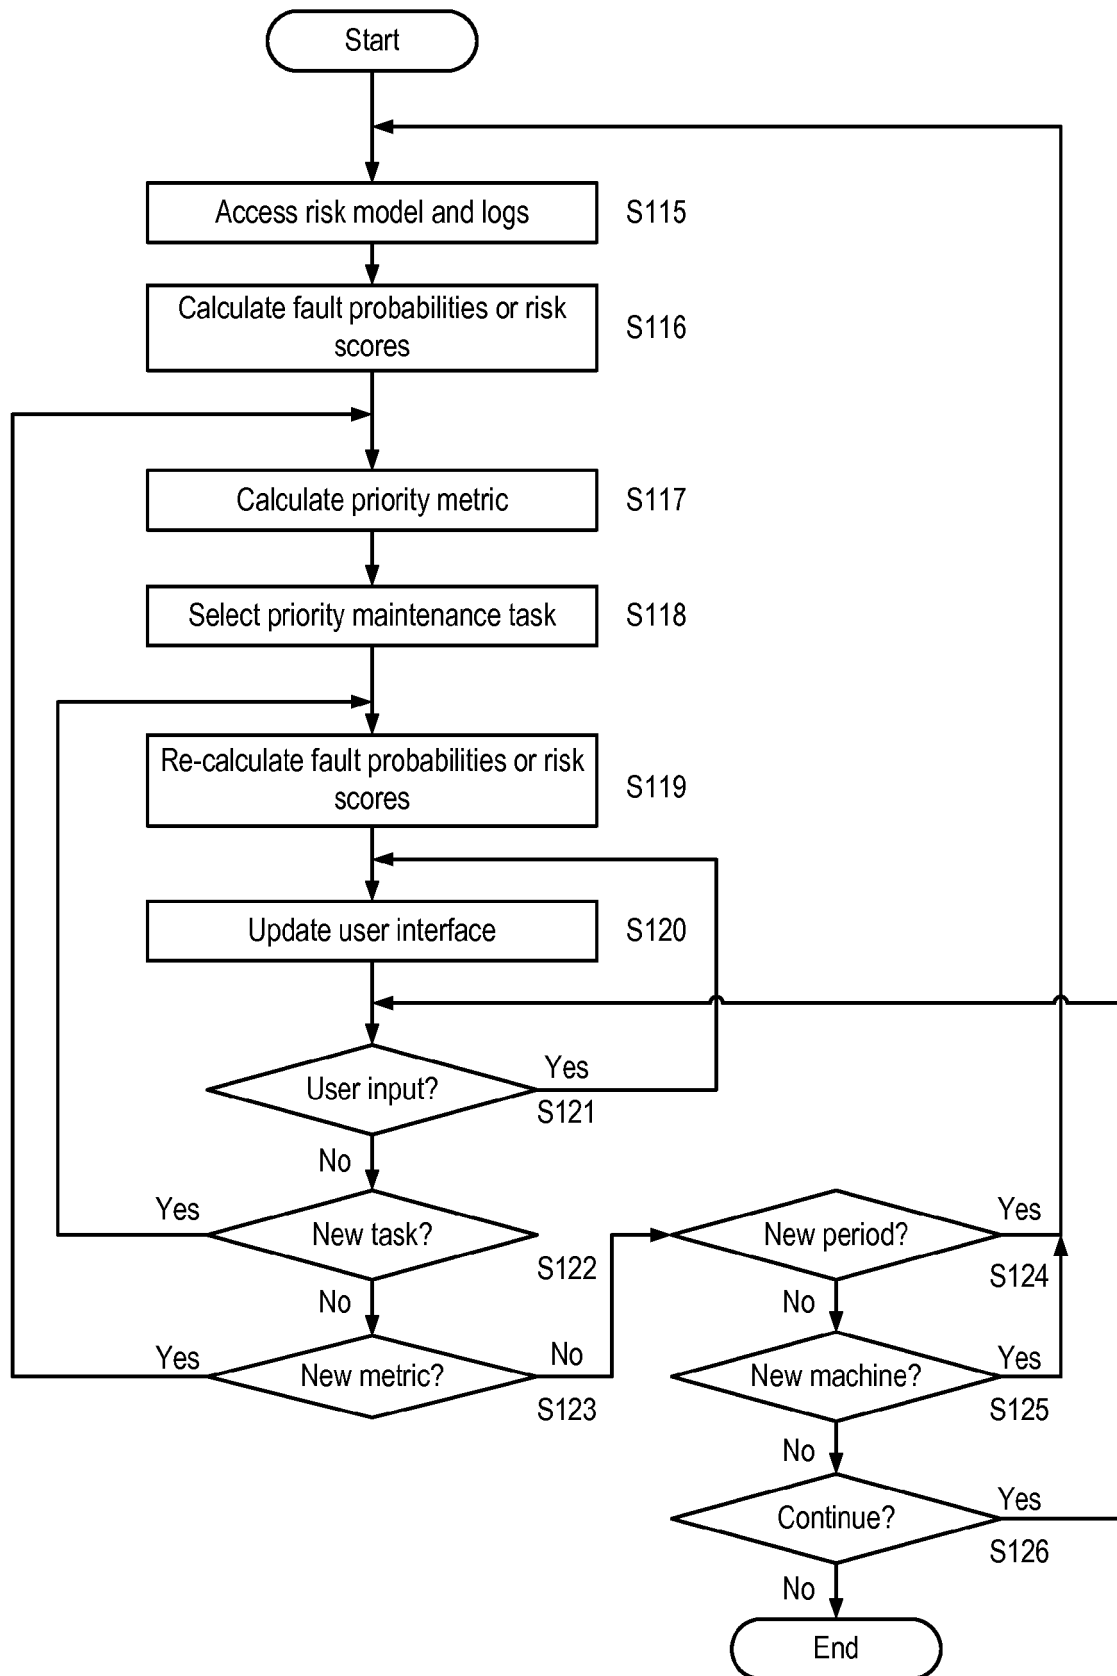 Start
Access risk model and logs
S115
Calculate fault probabilities or risk
scores
S116
Calculate priority metric
S117
Select priority maintenance task
S118
Re-calculate fault probabilities or risk
scores
S119
Update user interface
S120
User input?
Yes
S121
No
New task?
Yes
S122
No
New metric?
Yes
No
S123
New period?
Yes
S124
No
New machine?
Yes
S125
No
Continue?
Yes
S126
No
End